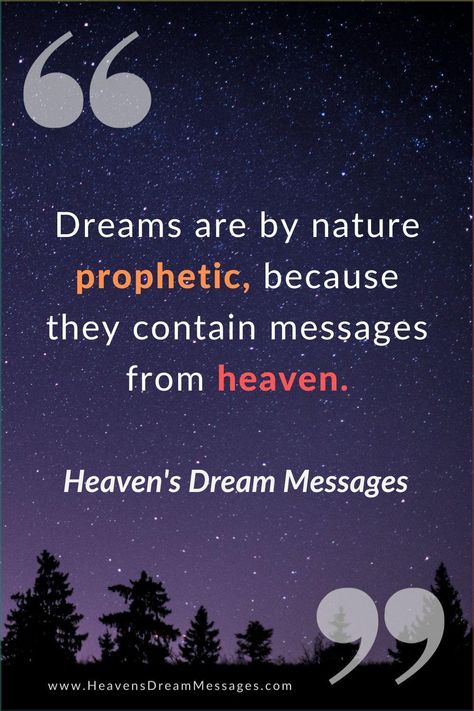 Dreams are by nature
prophetic, because
they contain messages
from heaven.
Heaven's Dream Messages
www.HeavensDreamMessages.com